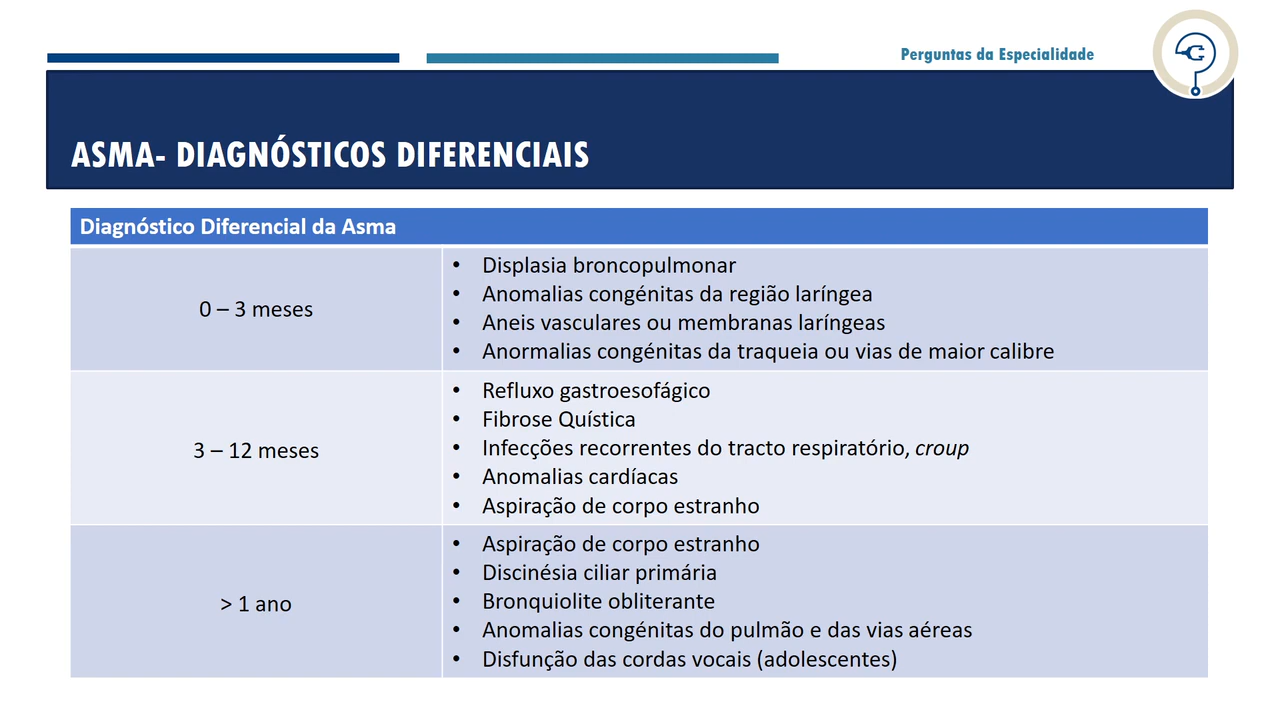 Perguntas da Especialidade
G
ASMA- DIAGNÓSTICOS DIFERENCIAIS
Diagnóstico Diferencial da Asma
0 – 3 meses
• Displasia broncopulmonar
• Anomalias congénitas da região laríngea
• Aneis vasculares ou membranas laríngeas
• Anormalias congénitas da traqueia ou vias de maior calibre
3 – 12 meses
• Refluxo gastroesofágico
• Fibrose Quística
• Infecções recorrentes do tracto respiratório, croup
• Anomalias cardíacas
• Aspiração de corpo estranho
> 1 ano
• Aspiração de corpo estranho
• Discinésia ciliar primária
• Bronquiolite obliterante
• Anomalias congénitas do pulmão e das vias aéreas
• Disfunção das cordas vocais (adolescentes)